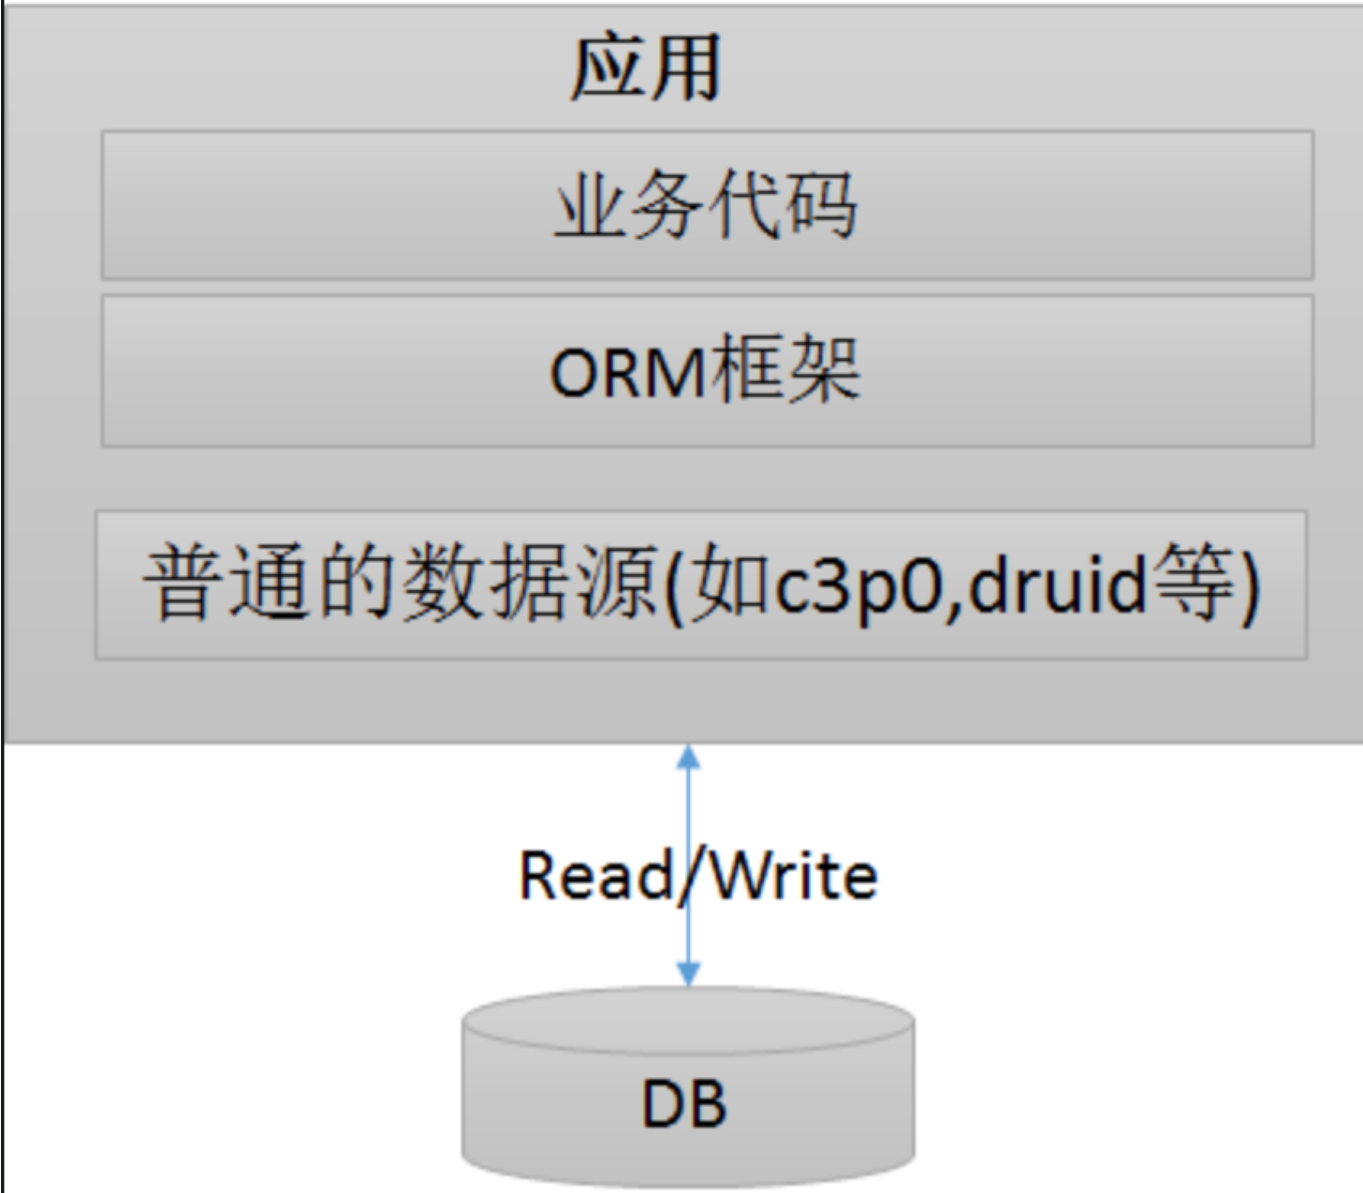 应用
业务代码
ORM框架
普通的数据源(如c3p0,druid等)
Read/Write
DB